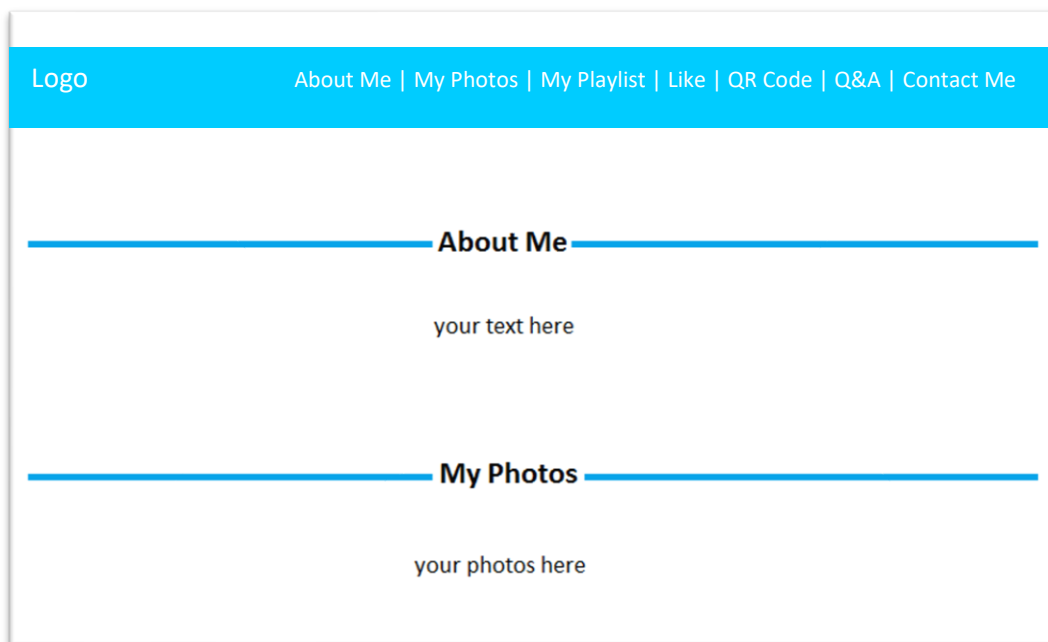 Logo
About Me | My Photos | My Playlist | Like | QR Code | Q&A | Contact Me
About Me
your text here
My Photos
your photos here